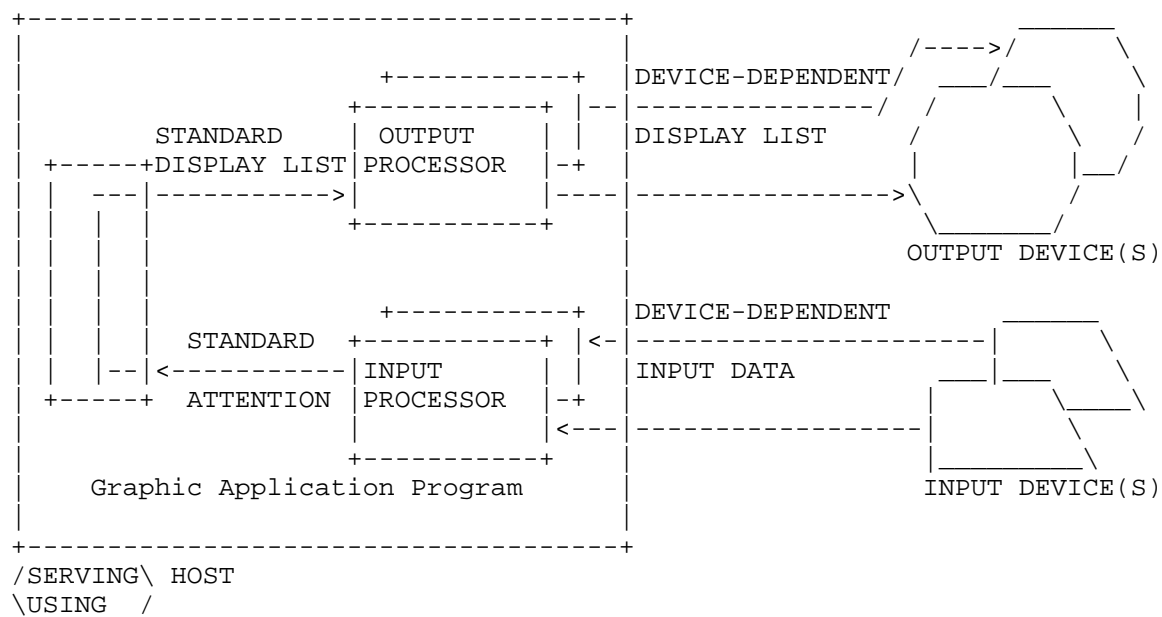 DEVICE-DEPENDENT
STANDARD OUTPUT DISPLAY LIST
DISPLAY LIST PROCESSOR
OUTPUT DEVICE(S)
DEVICE-DEPENDENT
STANDARD
INPUT INPUT DATA
ATTENTION PROCESSOR
Graphic Application Program INPUT DEVICE(S)
/SERVING\ HOST
\USING /